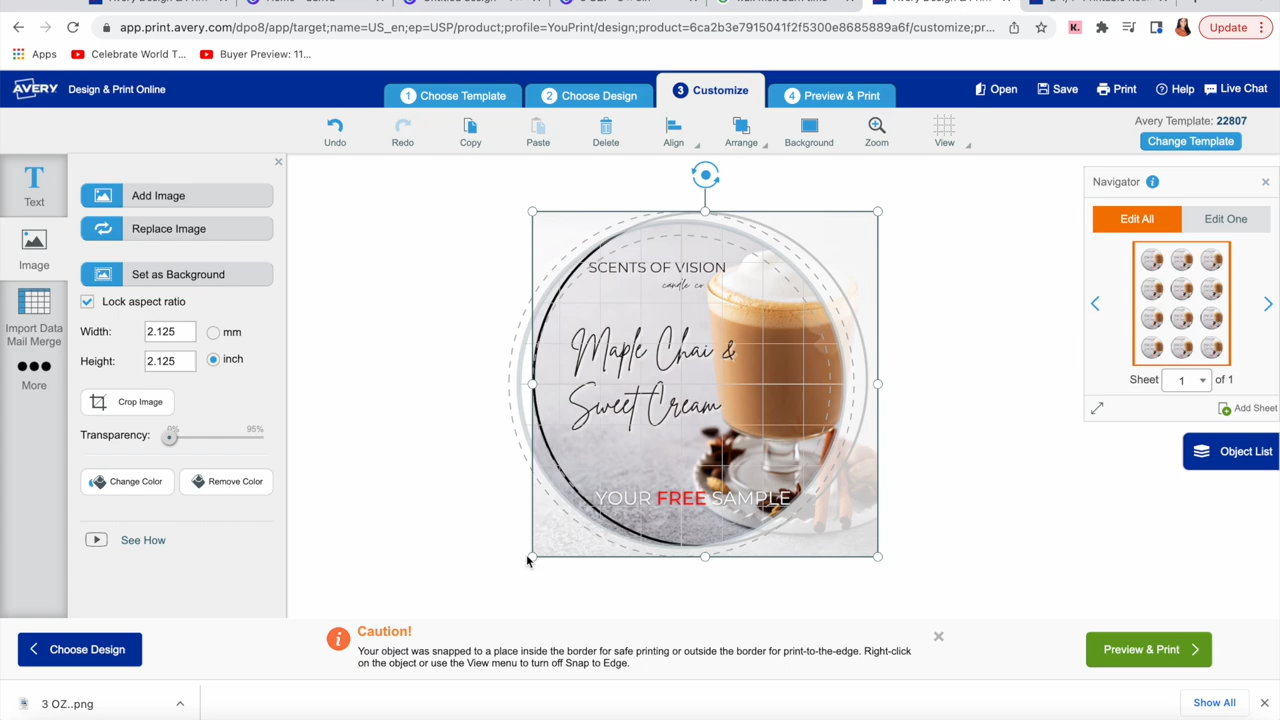 app.print.avery.com/dpo8/app/target;name=US_en;ep=USP/product;profile=YouPrint/design;product=6ca2b3e7915041f2f5300e8685889a6f/customize;pr...
K.
Update
Apps
Celebrate World T...
Buyer Preview: 11...
AVERY
Design & Print Online
1 Choose Template
2 Choose Design
3 Customize
4 Preview & Print
Open
Save
Print
Help
Live Chat
Undo
Redo
Copy
Paste
Delete
Align
Arrange
Background
Zoom
View
Avery Template: 22807
Change Template
T
Text
Image
Import Data
Mail Merge
More
Add Image
Replace Image
Set as Background
Lock aspect ratio
Width: 2.125 mm
Height: 2.125 inch
Crop Image
Transparency: 0% 95%
Change Color
Remove Color
See How
SCENTS OF VISION
candle co
Maple Chai &
Sweet Cream
YOUR FREE SAMPLE
Navigator
Edit All
Edit One
Sheet 1 of 1
Add Sheet
Object List
Choose Design
Caution!
Your object was snapped to a place inside the border for safe printing or outside the border for print-to-the-edge. Right-click
on the object or use the View menu to turn off Snap to Edge.
Preview & Print
3 OZ..png
Show All